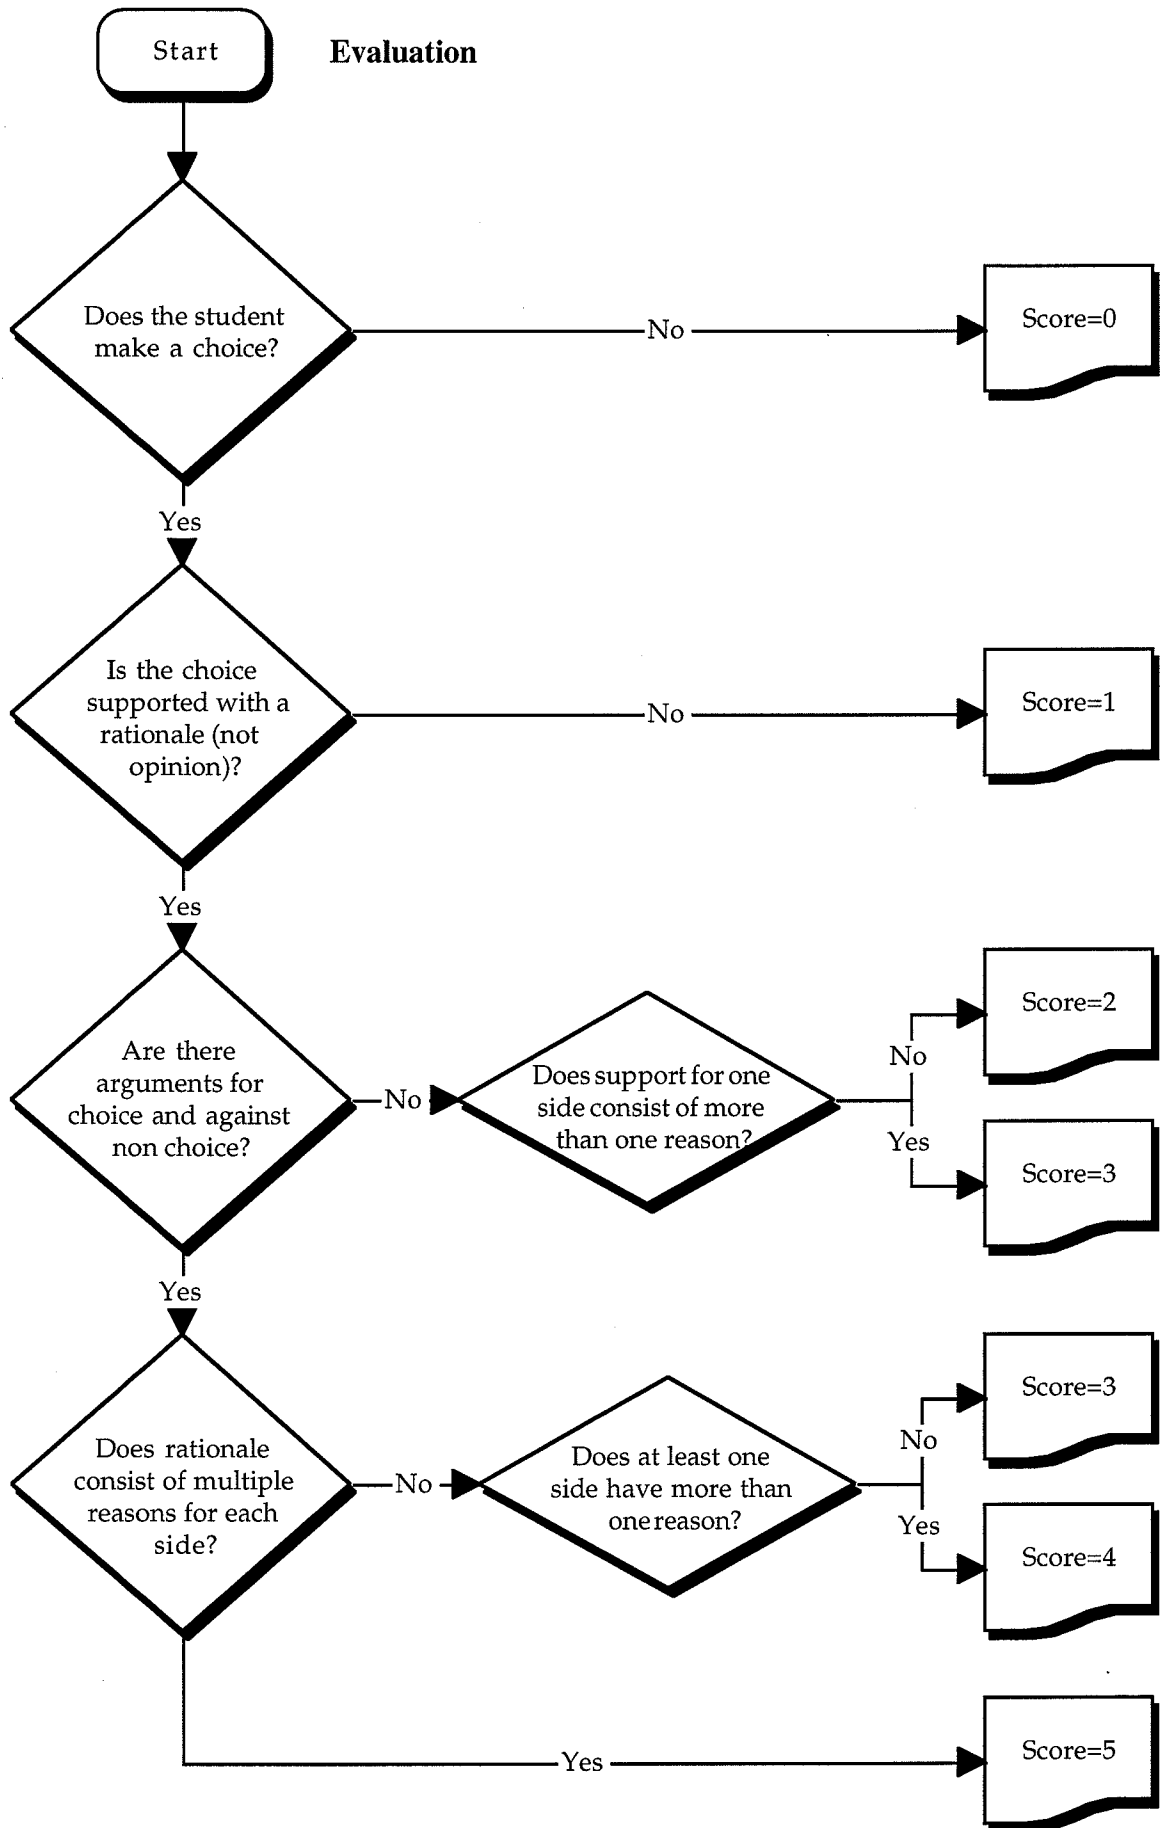 Start
Evaluation
Does the student
make a choice?
No
Score=0
Yes
Is the choice
supported with a
rationale (not
opinion)?
No
Score=1
Yes
Are there
arguments for
choice and against
non choice?
No
Does support for one
side consist of more
than one reason?
No
Score=2
Yes
Score=3
Yes
Does rationale
consist of multiple
reasons for each
side?
No
Does at least one
side have more than
one reason?
No
Score=3
Yes
Score=4
Yes
Score=5